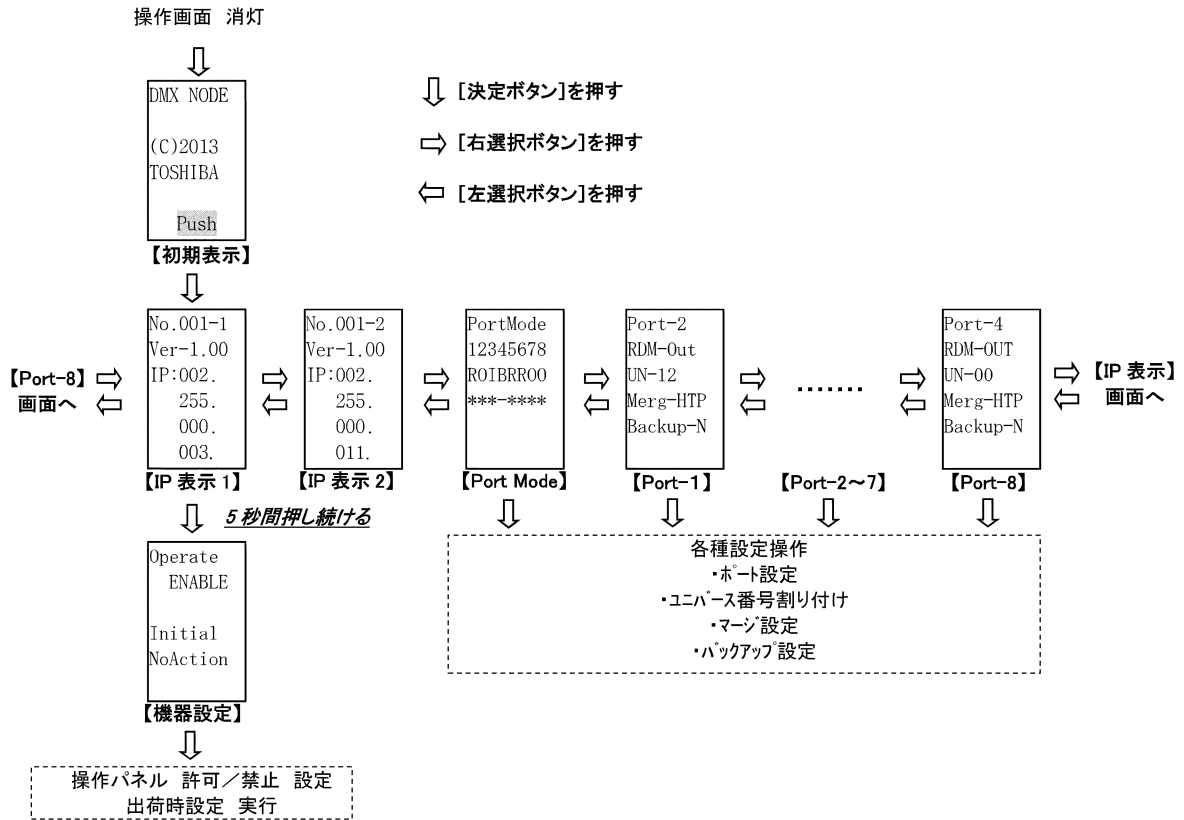 操作画面 消灯
DMX NODE
(C)2013
TOSHIBA
Push
【初期表示】
[決定ボタン]を押す
[右選択ボタン]を押す
[左選択ボタン]を押す
【Port-8】
画面へ
No.001-1
Ver-1.00
IP:002.
255.
000.
003.
【IP 表示 1】
No.001-2
Ver-1.00
IP:002.
255.
000.
011.
【IP 表示 2】
PortMode
12345678
ROIBRROO
***-****
【Port Mode】
Port-2
RDM-Out
UN-12
Merg-HTP
Backup-N
【Port-1】
.......
【Port-2～7】
Port-4
RDM-OUT
UN-00
Merg-HTP
Backup-N
【Port-8】
【IP 表示】
画面へ
5 秒間押し続ける
Operate
ENABLE
Initial
NoAction
【機器設定】
操作パネル 許可／禁止 設定
出荷時設定 実行
各種設定操作
・ﾎﾟｰﾄ設定
・ﾕﾆﾊﾞｰｽ番号割り付け
・ﾏｰｼﾞ設定
・ﾊﾞｯｸｱｯﾌﾟ設定